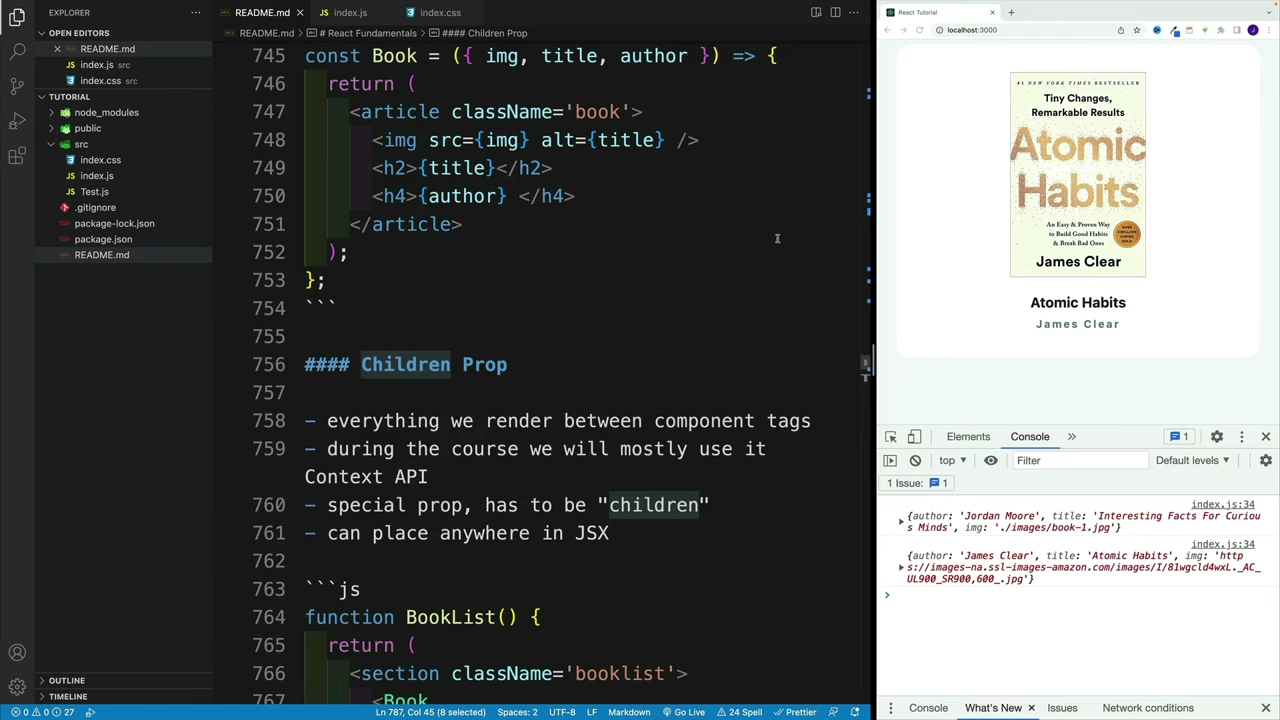 EXPLORER
OPEN EDITORS
README.md
index.js src
index.css src
TUTORIAL
node_modules
public
src
index.css
index.js
Test.js
.gitignore
package-lock.json
package.json
README.md
OUTLINE
TIMELINE
README.md
index.js
index.css
README.md > # React Fundamentals > #### Children Prop
745 const Book = ({ img, title, author }) => {
746 return (
747 <article className='book'>
748 <img src={img} alt={title} />
749 <h2>{title}</h2>
750 <h4>{author} </h4>
751 </article>
752 );
753 };
754 ```
755
756 #### Children Prop
757
758 - everything we render between component tags
759 - during the course we will mostly use it
Context API
760 - special prop, has to be "children"
761 - can place anywhere in JSX
762
763 ```js
764 function BookList() {
765 return (
766 <section className='booklist'>
767 <Book
0 0 27
Ln 787, Col 45 (8 selected) Spaces: 2 UTF-8 LF Markdown Go Live 24 Spell Prettier
React Tutorial
localhost:3000
#1 NEW YORK TIMES BESTSELLER
Tiny Changes,
Remarkable Results
Atomic
Habits
An Easy & Proven Way
to Build Good Habits
& Break Bad Ones
James Clear
Atomic Habits
James Clear
Elements Console 1
top Filter Default levels
1 Issue: 1
index.js:34
{author: 'Jordan Moore', title: 'Interesting Facts For Curiou
s Minds', img: './images/book-1.jpg'}
index.js:34
{author: 'James Clear', title: 'Atomic Habits', img: 'http
s://images-na.ssl-images-amazon.com/images/I/81wgcld4wxL._AC_
UL900_SR900,600_.jpg'}
Console What's New Issues Network conditions